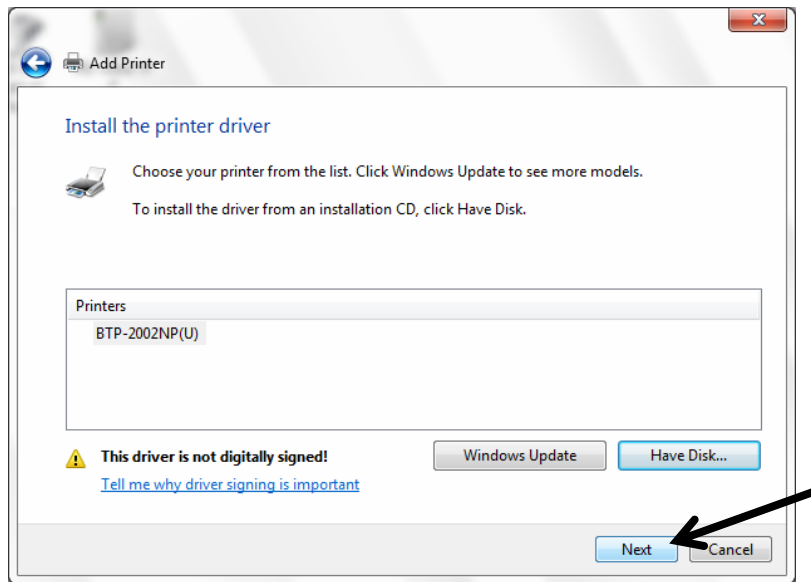 Add Printer
Install the printer driver
Choose your printer from the list. Click Windows Update to see more models.
To install the driver from an installation CD, click Have Disk.
Printers
BTP-2002NP(U)
This driver is not digitally signed!
Windows Update
Have Disk...
Tell me why driver signing is important
Next
Cancel